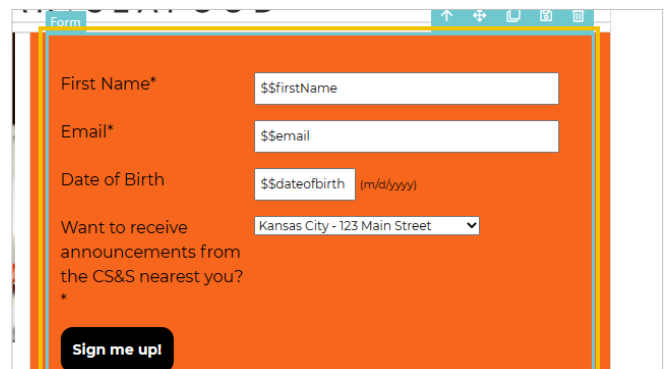 Form
First Name*
$$firstName
Email*
$$email
Date of Birth
$$dateofbirth (m/d/yyyy)
Want to receive
announcements from
the CS&S nearest you?
*
Kansas City - 123 Main Street
Sign me up!